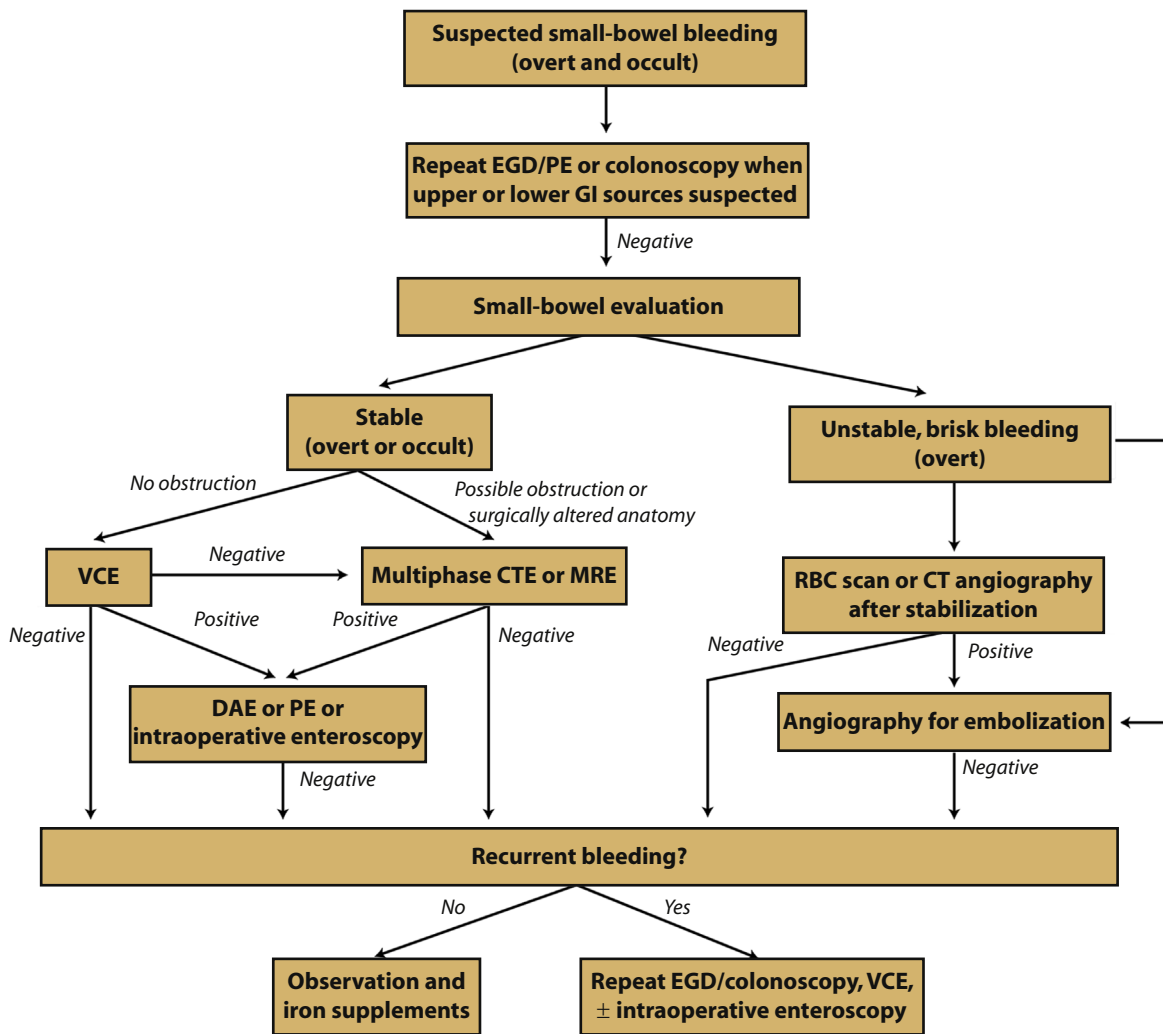 Suspected small-bowel bleeding
(overt and occult)
Repeat EGD/PE or colonoscopy when
upper or lower GI sources suspected
Negative
Small-bowel evaluation
Stable
(overt or occult)
Unstable, brisk bleeding
(overt)
No obstruction
Possible obstruction or
surgically altered anatomy
VCE
Negative
Multiphase CTE or MRE
RBC scan or CT angiography
after stabilization
Negative
Positive
Positive
Negative
Negative
Positive
DAE or PE or
intraoperative enteroscopy
Angiography for embolization
Negative
Negative
Recurrent bleeding?
No
Yes
Observation and
iron supplements
Repeat EGD/colonoscopy, VCE,
± intraoperative enteroscopy